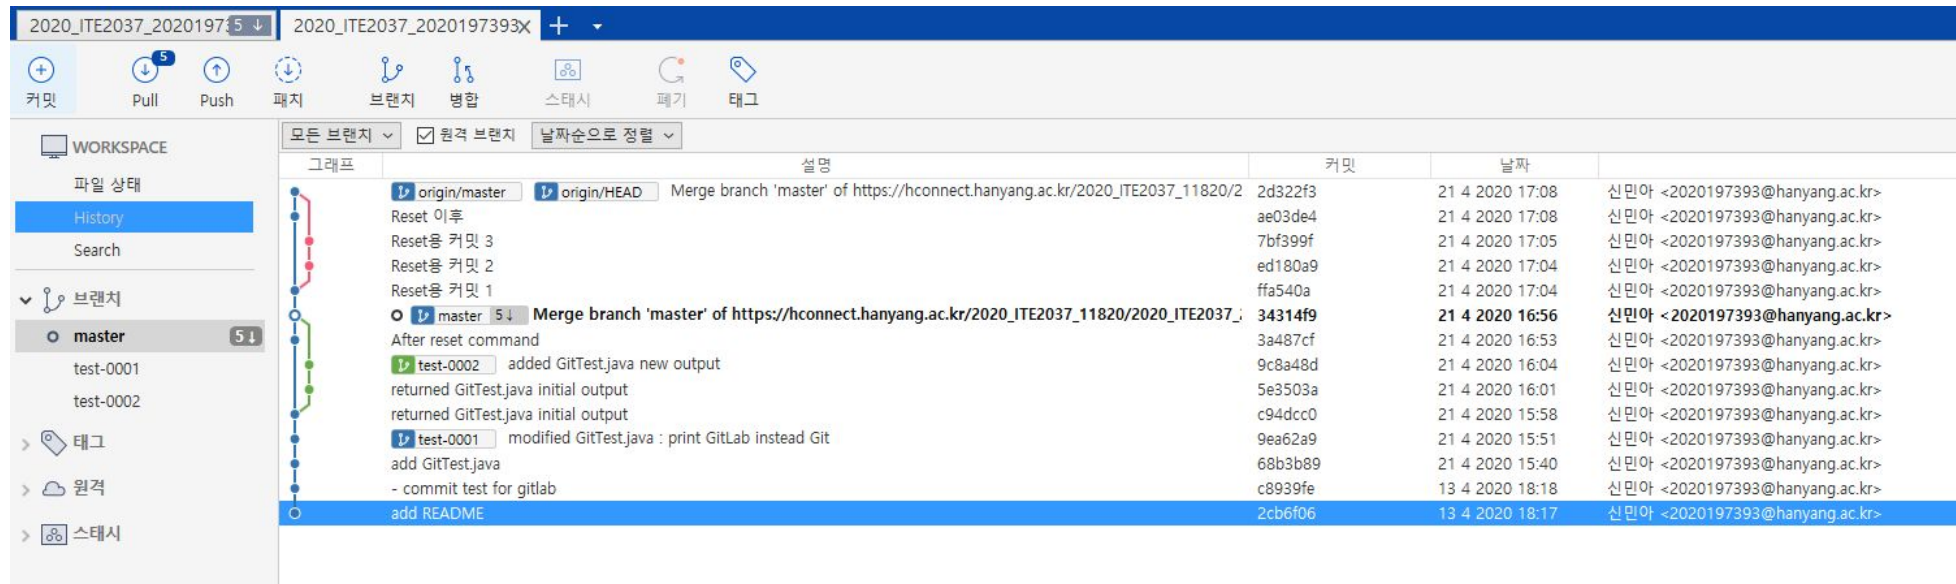 2020_ITE2037_202019735 5↓ 2020_ITE2037_2020197393
5
커밋 Pull Push 패치 브랜치 병합 스태시 폐기 태그
WORKSPACE
파일 상태
History
Search
브랜치
master 5↓
test-0001
test-0002
태그
원격
스태시
모든 브랜치 원격 브랜치 날짜순으로 정렬
그래프 설명 커밋 날짜
origin/master origin/HEAD Merge branch 'master' of https://hconnect.hanyang.ac.kr/2020_ITE2037_11820/2 2d322f3 21 4 2020 17:08 신민아 <2020197393@hanyang.ac.kr>
Reset 이후 ae03de4 21 4 2020 17:08 신민아 <2020197393@hanyang.ac.kr>
Reset용 커밋 3 7bf399f 21 4 2020 17:05 신민아 <2020197393@hanyang.ac.kr>
Reset용 커밋 2 ed180a9 21 4 2020 17:04 신민아 <2020197393@hanyang.ac.kr>
Reset용 커밋 1 ffa540a 21 4 2020 17:04 신민아 <2020197393@hanyang.ac.kr>
master 5↓ Merge branch 'master' of https://hconnect.hanyang.ac.kr/2020_ITE2037_11820/2020_ITE2037_ 34314f9 21 4 2020 16:56 신민아 <2020197393@hanyang.ac.kr>
After reset command 3a487cf 21 4 2020 16:53 신민아 <2020197393@hanyang.ac.kr>
test-0002 added GitTest.java new output 9c8a48d 21 4 2020 16:04 신민아 <2020197393@hanyang.ac.kr>
returned GitTest.java initial output 5e3503a 21 4 2020 16:01 신민아 <2020197393@hanyang.ac.kr>
returned GitTest.java initial output c94dcc0 21 4 2020 15:58 신민아 <2020197393@hanyang.ac.kr>
test-0001 modified GitTest.java : print GitLab instead Git 9ea62a9 21 4 2020 15:51 신민아 <2020197393@hanyang.ac.kr>
add GitTest.java 68b3b89 21 4 2020 15:40 신민아 <2020197393@hanyang.ac.kr>
- commit test for gitlab c8939fe 13 4 2020 18:18 신민아 <2020197393@hanyang.ac.kr>
add README 2cb6f06 13 4 2020 18:17 신민아 <2020197393@hanyang.ac.kr>